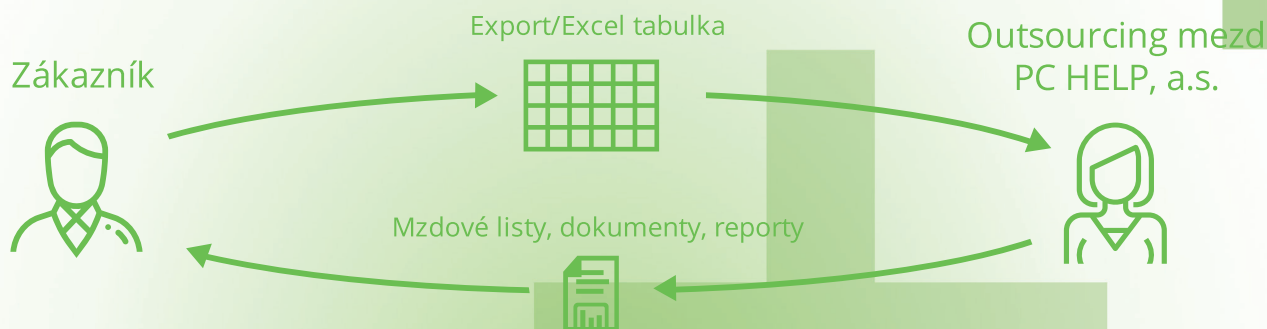 Export/Excel tabulka
Outsourcing mezd
PC HELP, a.s.
Zákazník
Mzdové listy, dokumenty, reporty